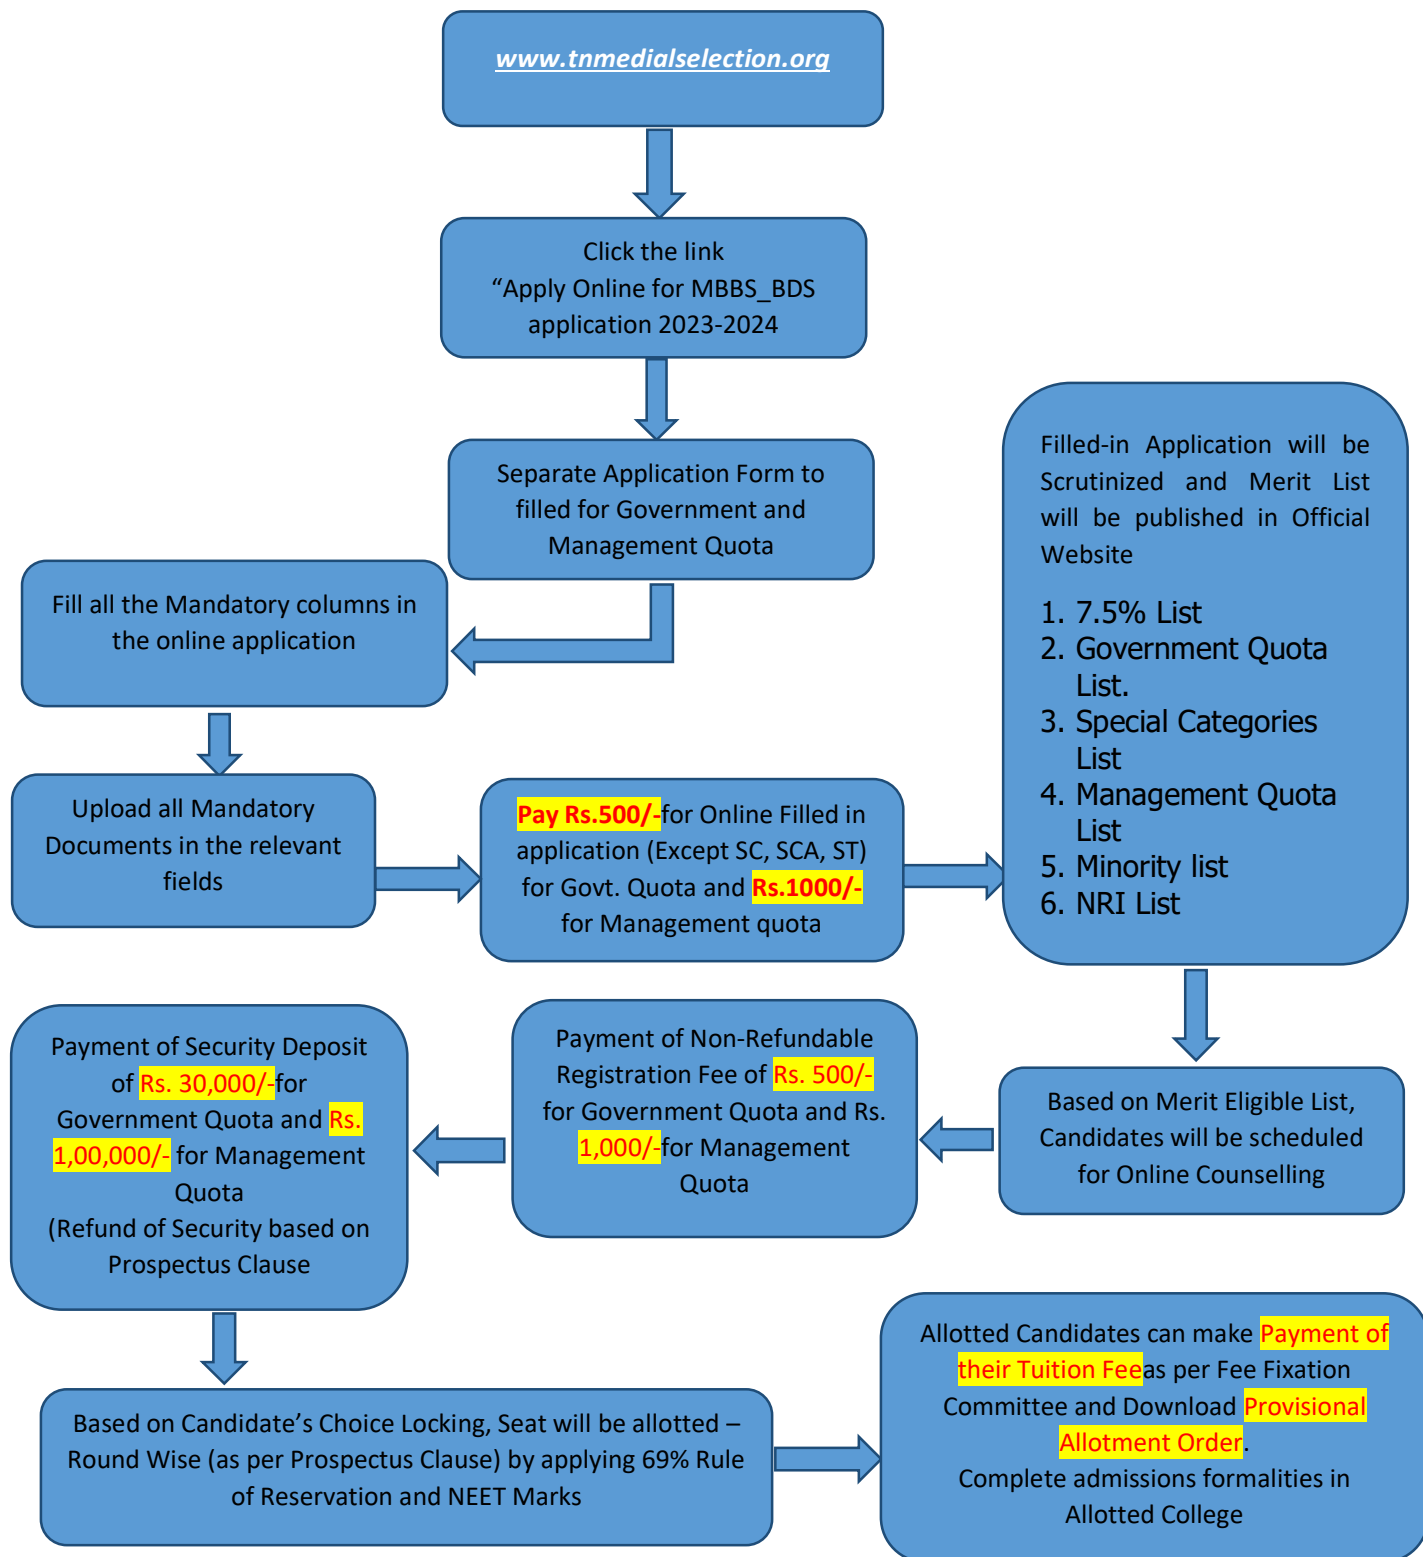 www.tnmedialselection.org
Click the link
“Apply Online for MBBS_BDS
application 2023-2024
Separate Application Form to
filled for Government and
Management Quota
Fill all the Mandatory columns in
the online application
Upload all Mandatory
Documents in the relevant
fields
Pay Rs.500/-for Online Filled in
application (Except SC, SCA, ST)
for Govt. Quota and Rs.1000/-
for Management quota
Filled-in Application will be
Scrutinized and Merit List
will be published in Official
Website
1. 7.5% List
2. Government Quota
List.
3. Special Categories
List
4. Management Quota
List
5. Minority list
6. NRI List
Based on Merit Eligible List,
Candidates will be scheduled
for Online Counselling
Payment of Non-Refundable
Registration Fee of Rs. 500/-
for Government Quota and Rs.
1,000/-for Management
Quota
Payment of Security Deposit
of Rs. 30,000/-for
Government Quota and Rs.
1,00,000/- for Management
Quota
(Refund of Security based on
Prospectus Clause
Based on Candidate’s Choice Locking, Seat will be allotted –
Round Wise (as per Prospectus Clause) by applying 69% Rule
of Reservation and NEET Marks
Allotted Candidates can make Payment of
their Tuition Feeas per Fee Fixation
Committee and Download Provisional
Allotment Order.
Complete admissions formalities in
Allotted College